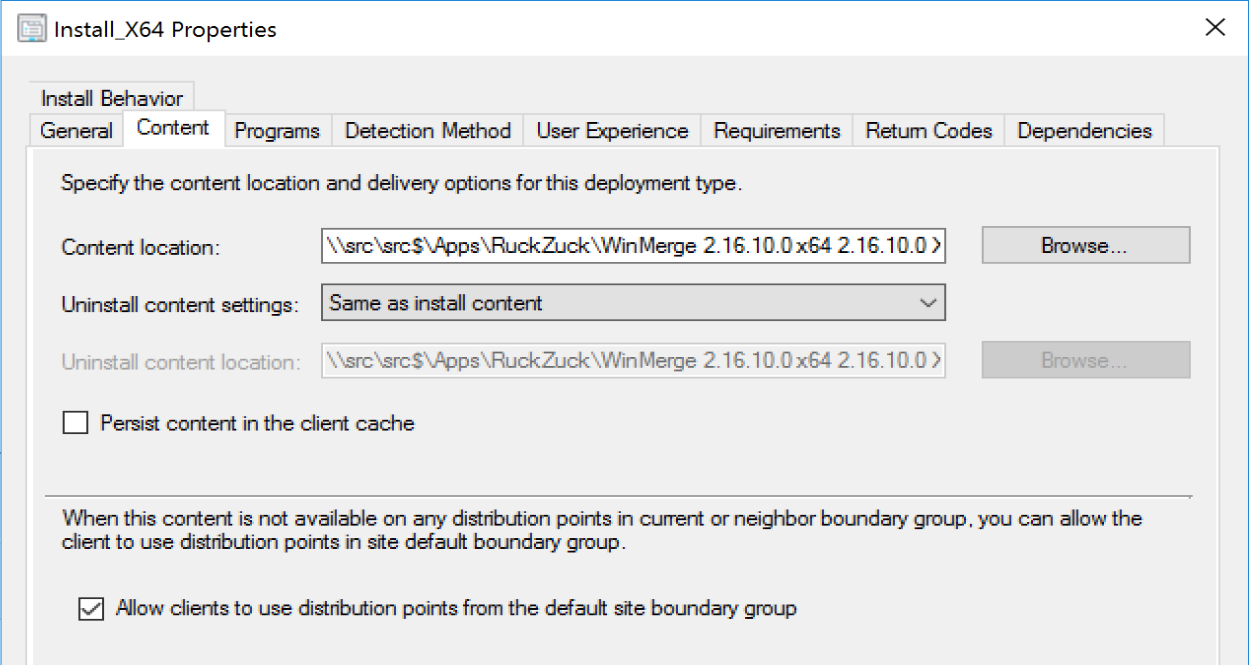 Install_X64 Properties
Install Behavior
General Content Programs Detection Method User Experience Requirements Return Codes Dependencies
Specify the content location and delivery options for this deployment type.
Content location: \\src\src$\Apps\RuckZuck\WinMerge 2.16.10.0 x64 2.16.10.0 X Browse...
Uninstall content settings: Same as install content
Uninstall content location: \\src\src$\Apps\RuckZuck\WinMerge 2.16.10.0 x64 2.16.10.0 X Browse...
Persist content in the client cache
When this content is not available on any distribution points in current or neighbor boundary group, you can allow the
client to use distribution points in site default boundary group.
Allow clients to use distribution points from the default site boundary group